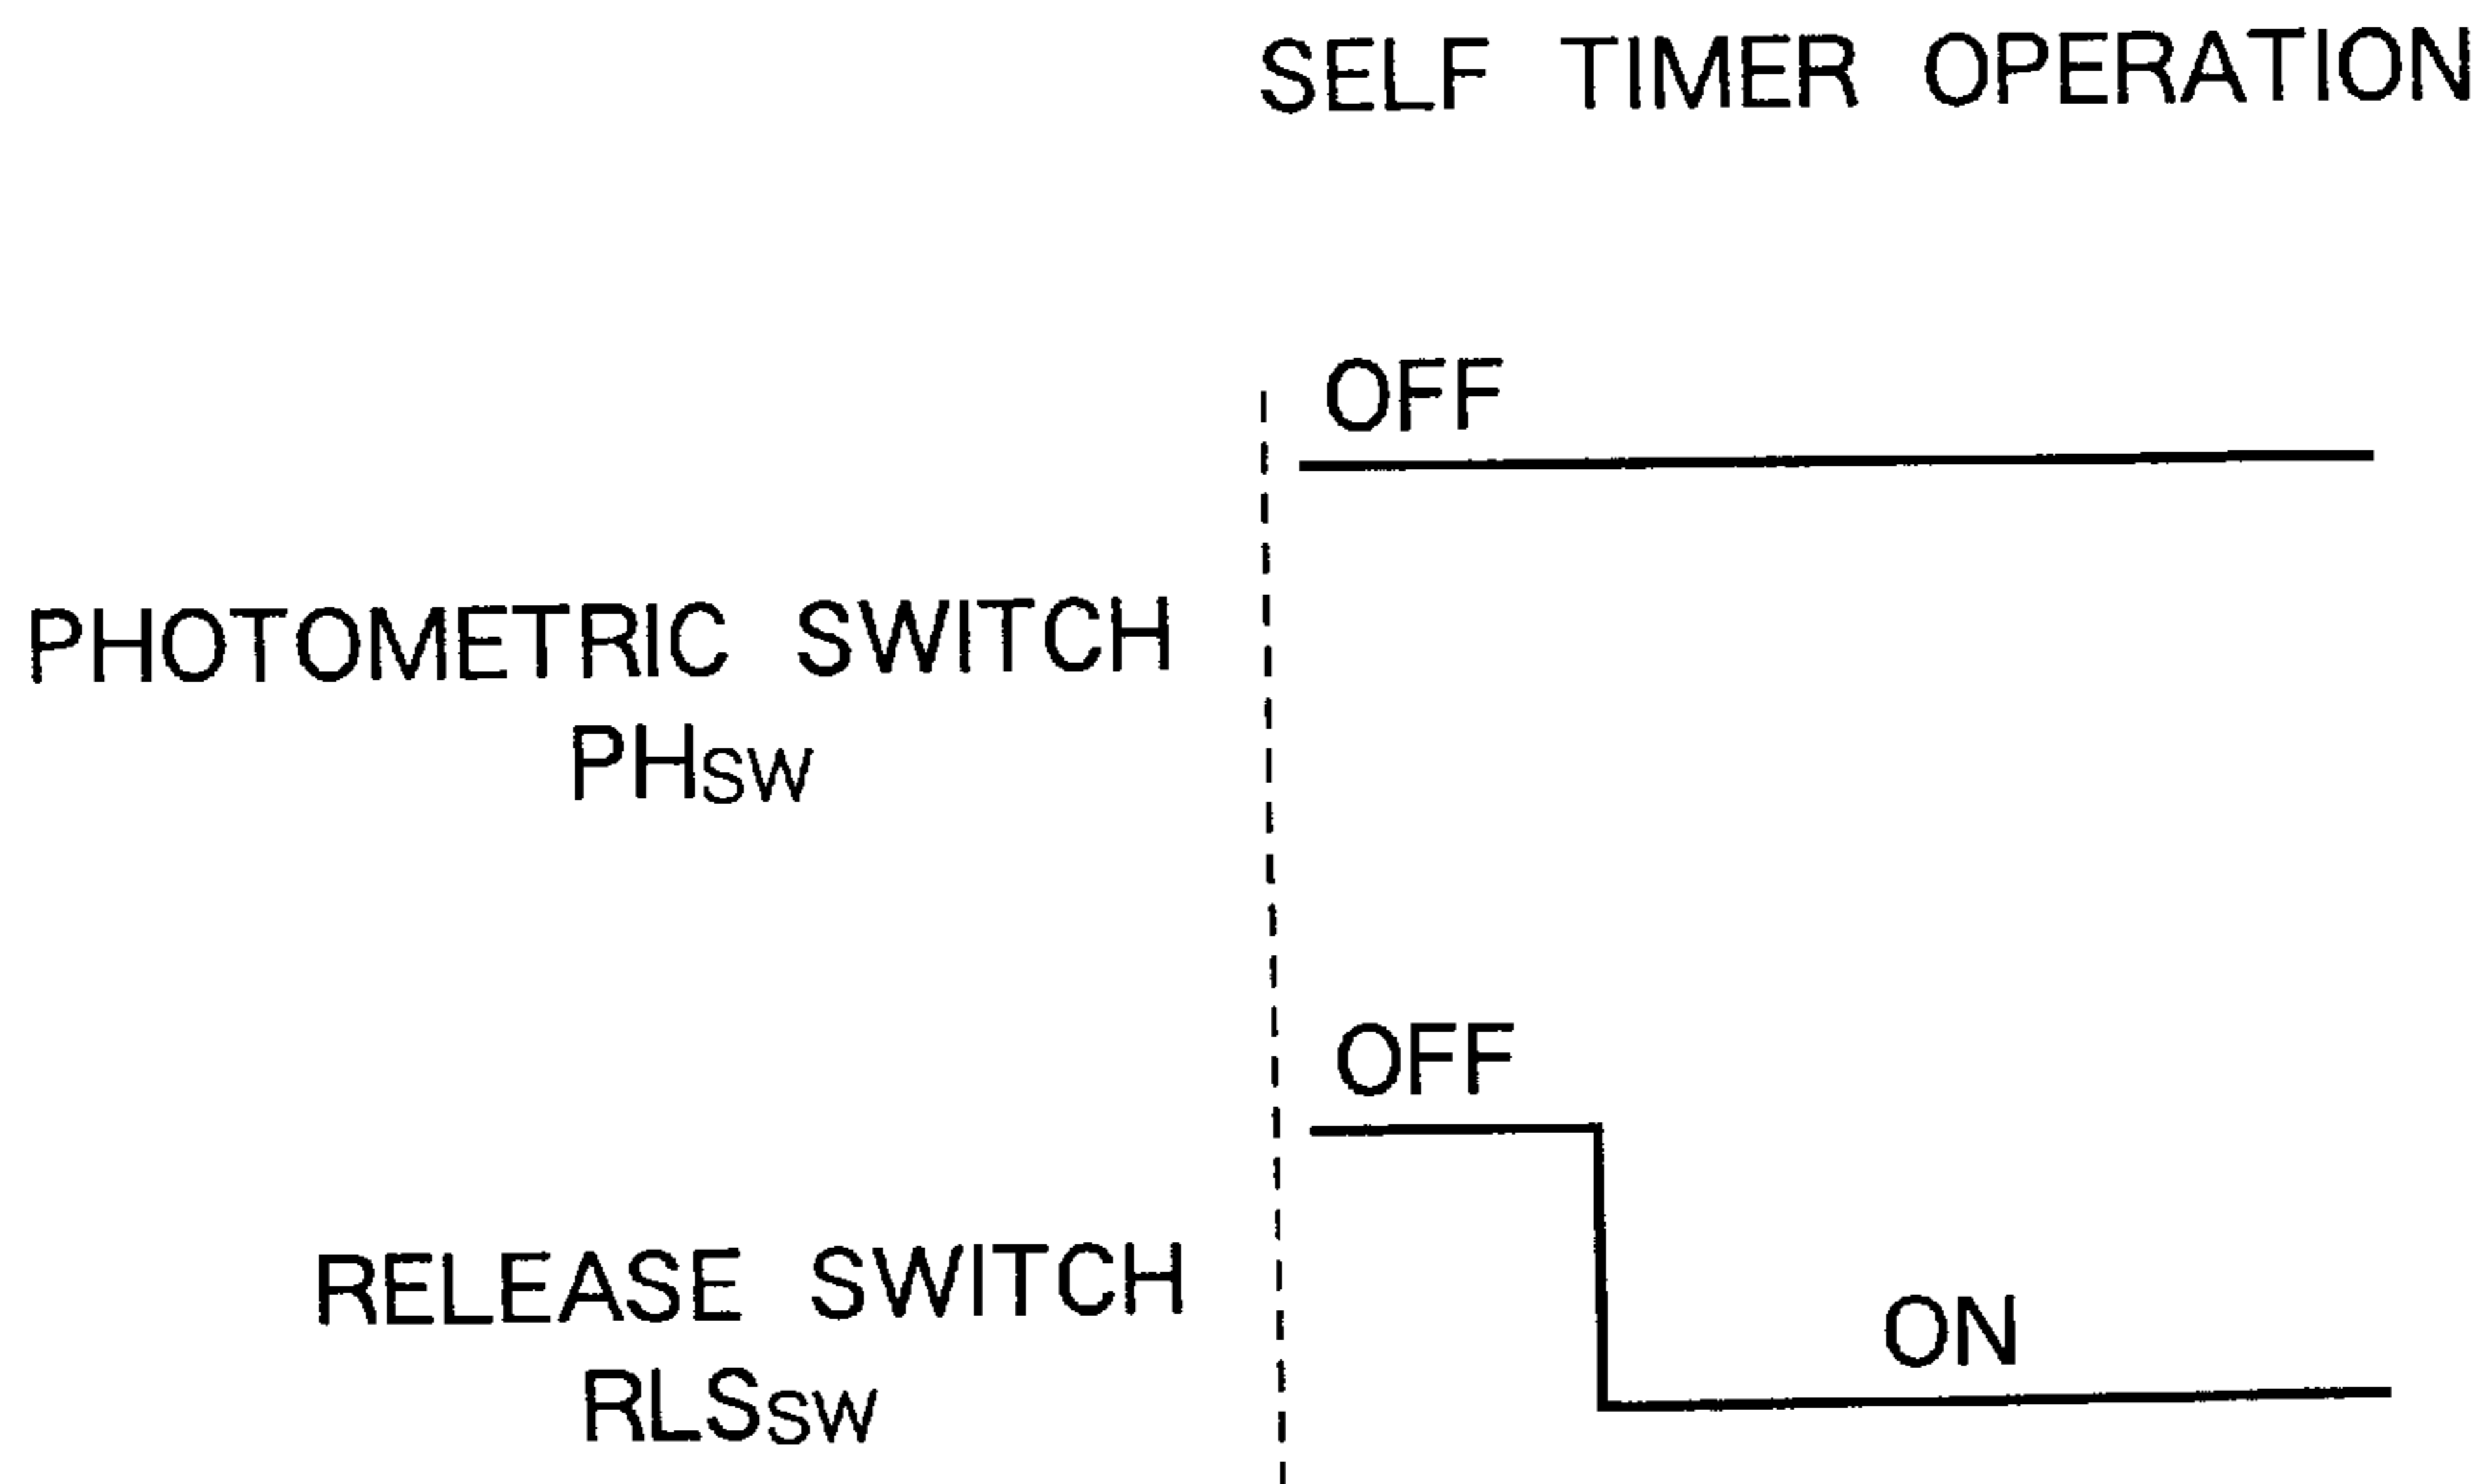 SELF TIMER OPERATION
OFF
PHOTOMETRIC SWITCH
PHSW
OFF
RELEASE SWITCH
ON
RLSSW